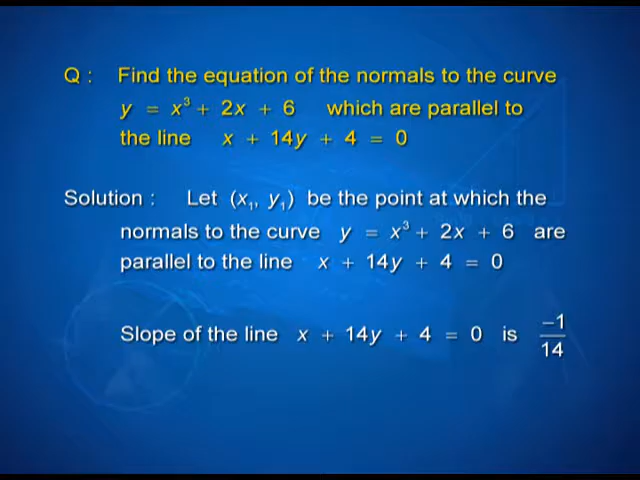 Q : Find the equation of the normals to the curve
y = x³ + 2x + 6 which are parallel to
the line x + 14y + 4 = 0
Solution : Let (x₁, y₁) be the point at which the
normals to the curve y = x³ + 2x + 6 are
parallel to the line x + 14y + 4 = 0
Slope of the line x + 14y + 4 = 0 is −1/14